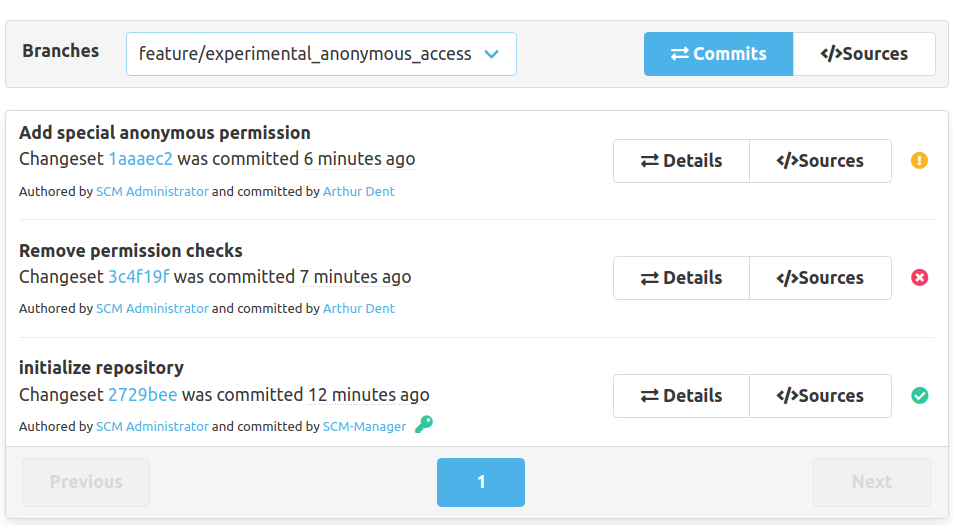 Branches feature/experimental_anonymous_access Commits </>Sources
Add special anonymous permission
Changeset 1aaaec2 was committed 6 minutes ago Details </>Sources
Authored by SCM Administrator and committed by Arthur Dent
Remove permission checks
Changeset 3c4f19f was committed 7 minutes ago Details </>Sources
Authored by SCM Administrator and committed by Arthur Dent
initialize repository
Changeset 2729bee was committed 12 minutes ago Details </>Sources
Authored by SCM Administrator and committed by SCM-Manager
Previous 1 Next